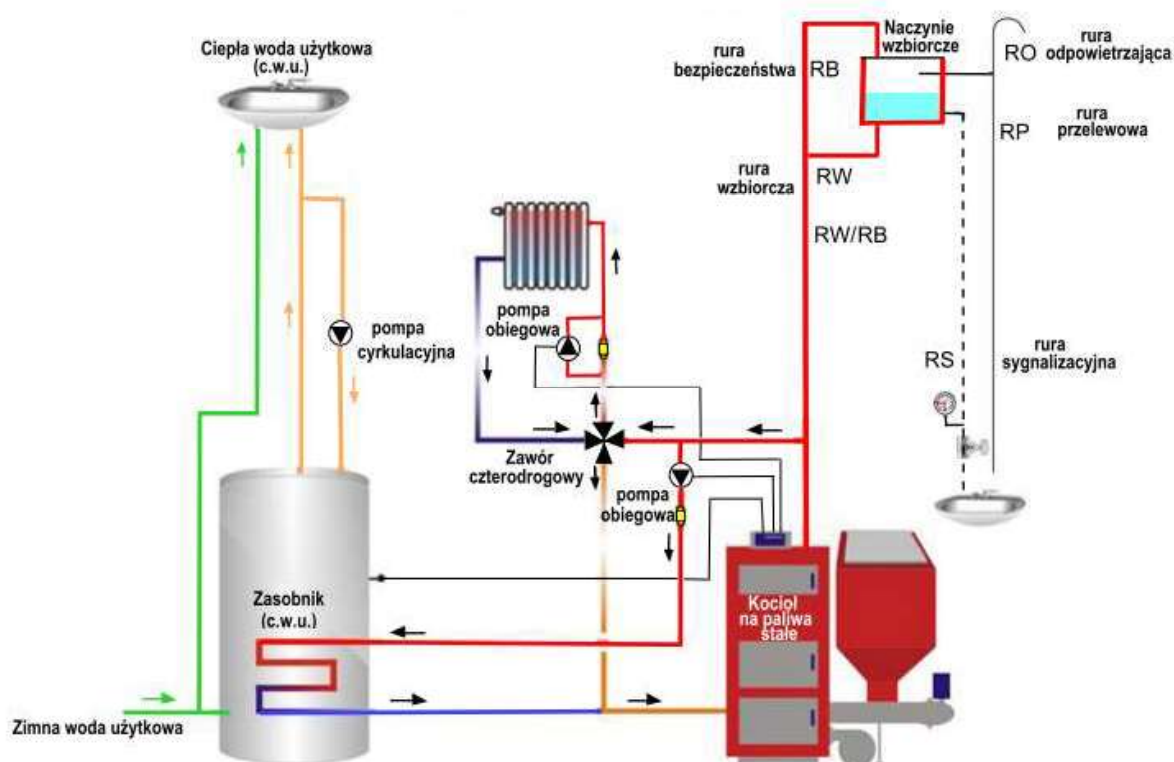 Ciepła woda użytkowa
(c.w.u.)
rura
bezpieczeństwa
RB
Naczynie
wzbiorcze
RO
rura
odpowietrzająca
RP
rura
przelewowa
rura
wzbiorcza
RW
RW/RB
pompa
obiegowa
pompa
cyrkulacyjna
RS
rura
sygnalizacyjna
Zawór
czterodrogowy
pompa
obiegowa
Zasobnik
(c.w.u.)
Kocioł
na paliwa
stałe
Zimna woda użytkowa